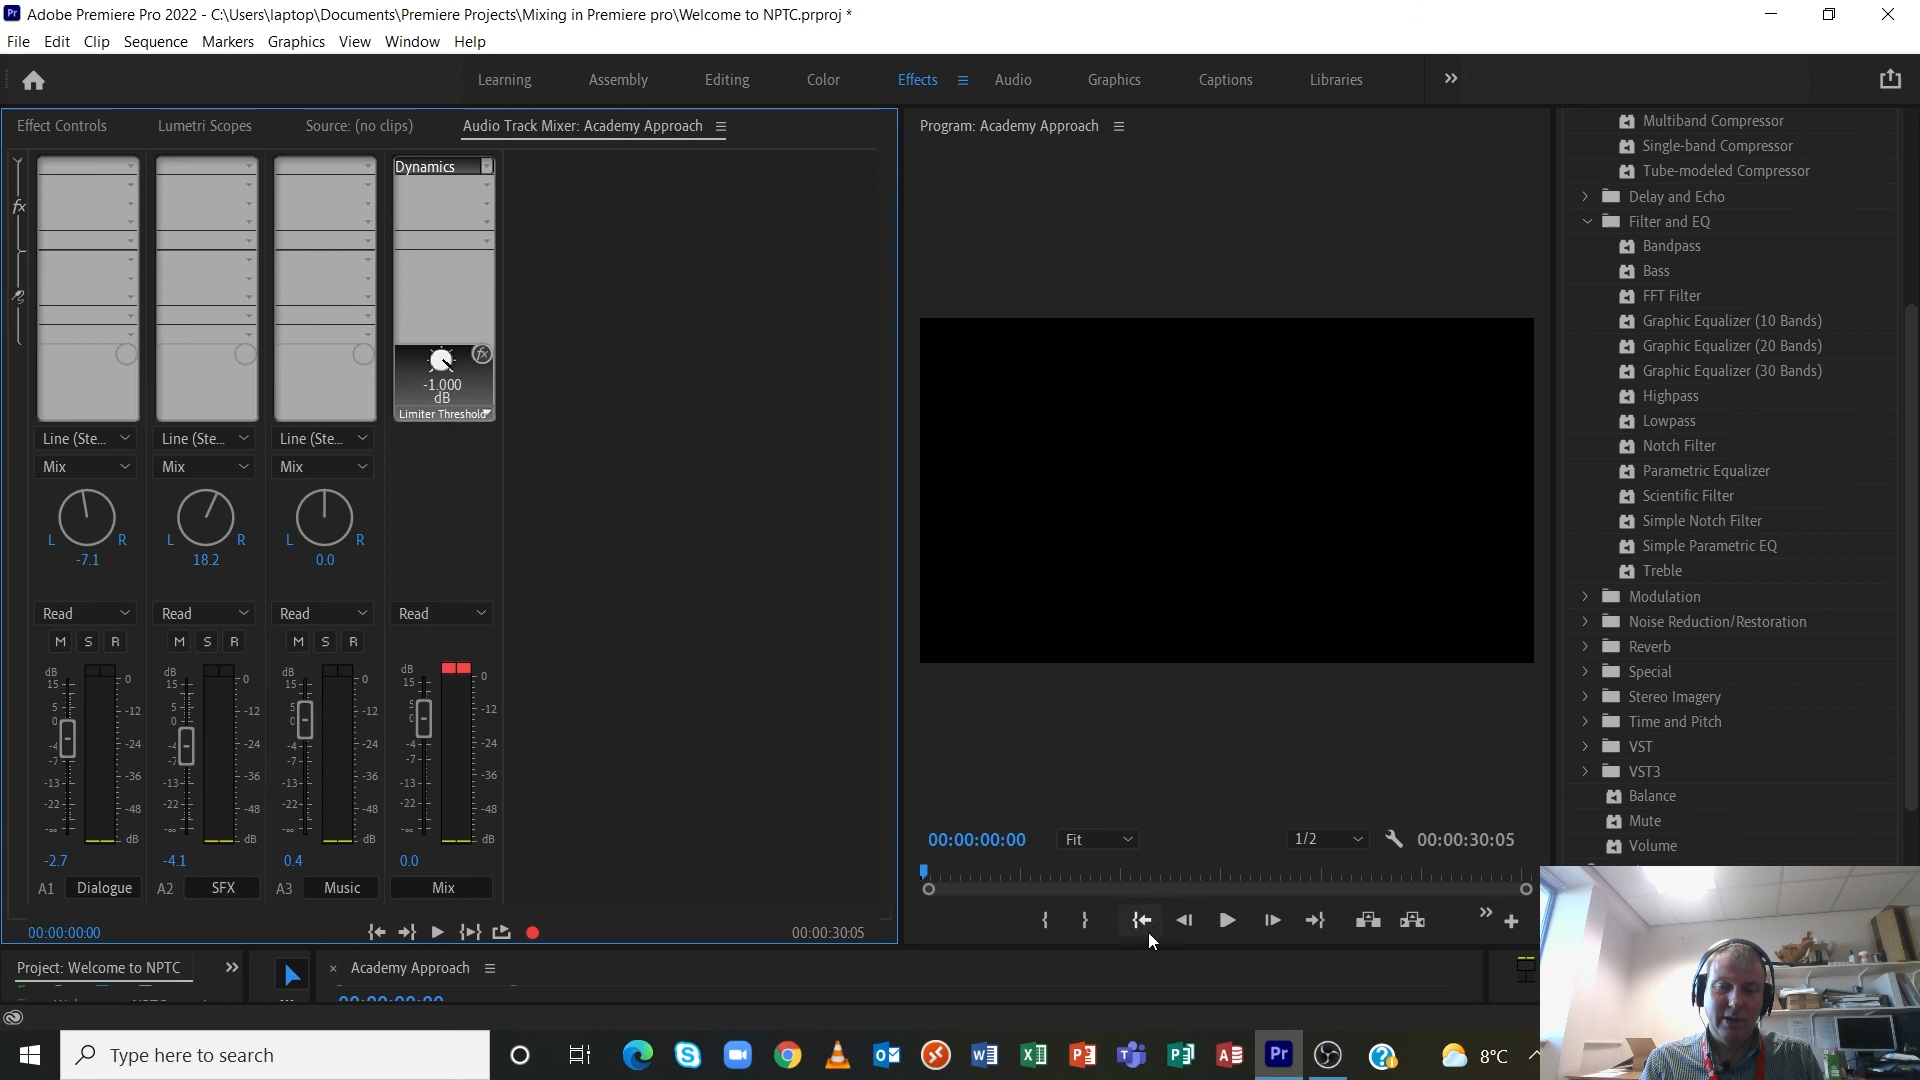 Adobe Premiere Pro 2022 - C:\Users\laptop\Documents\Premiere Projects\Mixing in Premiere pro\Welcome to NPTC.prproj *
File Edit Clip Sequence Markers Graphics View Window Help
Learning Assembly Editing Color Effects Audio Graphics Captions Libraries
Effect Controls Lumetri Scopes Source: (no clips) Audio Track Mixer: Academy Approach
Program: Academy Approach
Dynamics
fx
-1.000
dB
Limiter Threshold
Line (Ste... Line (Ste... Line (Ste...
Mix Mix Mix
L R L R L R
-7.1 18.2 0.0
Read Read Read Read
M S R M S R M S R
dB dB dB dB
15 15 15 15
0 0 0 0
5 5 5 5
-12 -12 -12 -12
0 0 0 0
-4 -4 -4 -4
-24 -24 -24 -24
-7 -7 -7 -7
-36 -36 -36 -36
-13 -13 -13 -13
-22 -22 -22 -22
-48 -48 -48 -48
-∞ -∞ -∞ -∞
dB dB dB dB
-2.7 -4.1 0.4 0.0
A1 Dialogue A2 SFX A3 Music Mix
00:00:00:00 00:00:30:05
00:00:00:00 Fit 1/2 00:00:30:05
Multiband Compressor
Single-band Compressor
Tube-modeled Compressor
Delay and Echo
Filter and EQ
Bandpass
Bass
FFT Filter
Graphic Equalizer (10 Bands)
Graphic Equalizer (20 Bands)
Graphic Equalizer (30 Bands)
Highpass
Lowpass
Notch Filter
Parametric Equalizer
Scientific Filter
Simple Notch Filter
Simple Parametric EQ
Treble
Modulation
Noise Reduction/Restoration
Reverb
Special
Stereo Imagery
Time and Pitch
VST
VST3
Balance
Mute
Volume
Project: Welcome to NPTC
Academy Approach
00:00:00:00
Type here to search
8°C